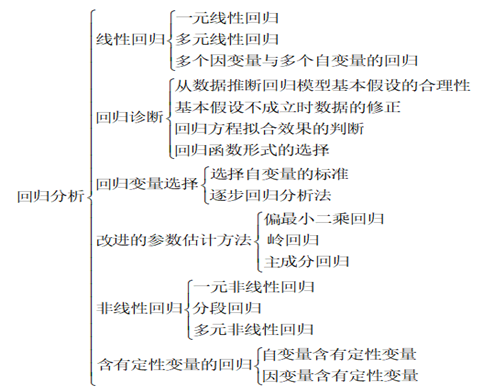 回归分析
线性回归
一元线性回归
多元线性回归
多个因变量与多个自变量的回归
回归诊断
从数据推断回归模型基本假设的合理性
基本假设不成立时数据的修正
回归方程拟合效果的判断
回归函数形式的选择
回归变量选择
选择自变量的标准
逐步回归分析法
改进的参数估计方法
偏最小二乘回归
岭回归
主成分回归
非线性回归
一元非线性回归
分段回归
多元非线性回归
含有定性变量的回归
自变量含有定性变量
因变量含有定性变量